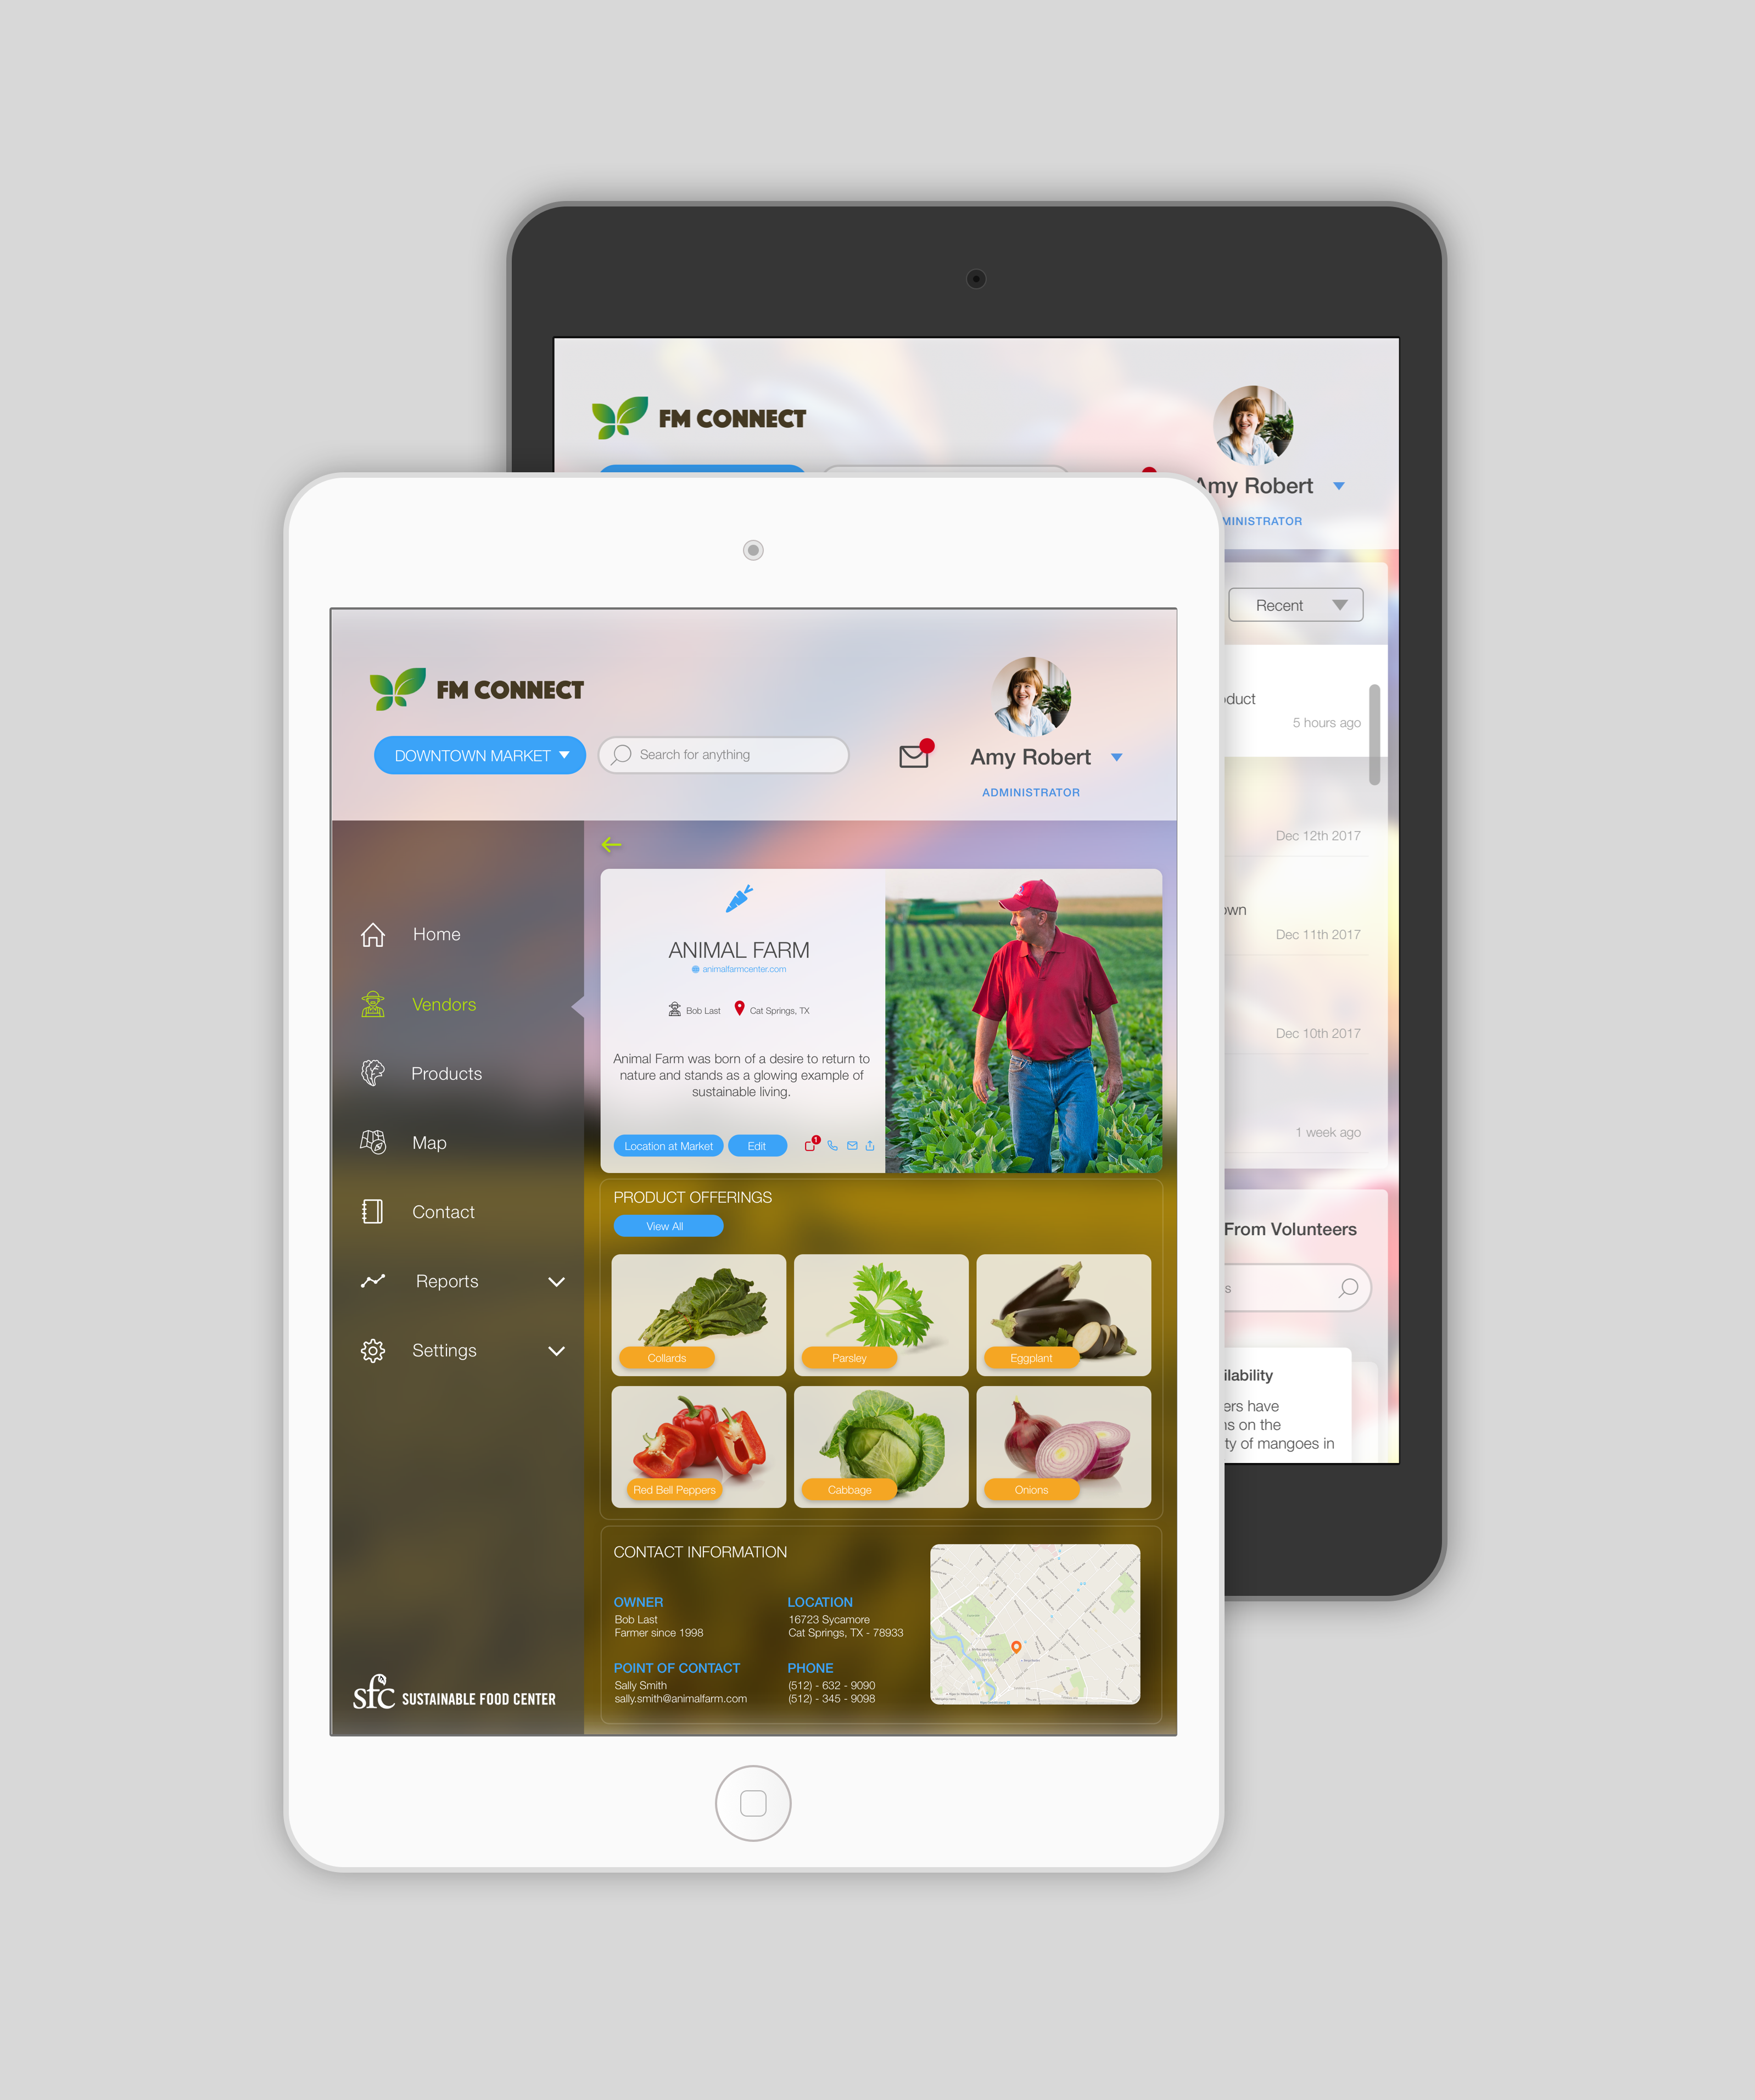 FM CONNECT
Amy Robert
MINISTRATOR
Recent
5 hours ago
Dec 12th 2017
Dec 11th 2017
Dec 10th 2017
1 week ago
From Volunteers
ilability
ers have
on the
ty of mangoes in
FM CONNECT
DOWNTOWN MARKET
Search for anything
Amy Robert
ADMINISTRATOR
Home
Vendors
Products
Map
Contact
Reports
Settings
sfc SUSTAINABLE FOOD CENTER
ANIMAL FARM
animalfarmcenter.com
Bob Last Cat Springs, TX
Animal Farm was born of a desire to return to
nature and stands as a glowing example of
sustainable living.
Location at Market Edit 1
PRODUCT OFFERINGS
View All
Collards Parsley Eggplant
Red Bell Peppers Cabbage Onions
CONTACT INFORMATION
OWNER
Bob Last
Farmer since 1998
LOCATION
16723 Sycamore
Cat Springs, TX - 78933
POINT OF CONTACT
Sally Smith
sally.smith@animalfarm.com
PHONE
(512) - 632 - 9090
(512) - 345 - 9098